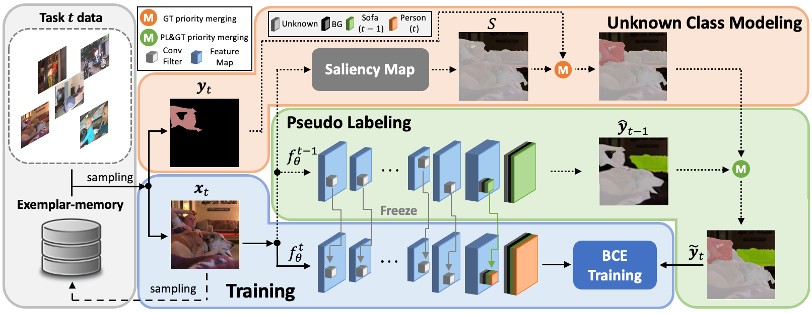 Task t data
M GT priority merging
M PL&GT priority merging
Conv Filter
Feature Map
Unknown
BG
Sofa (t − 1)
Person (t)
Unknown Class Modeling
S
Saliency Map
M
y_t
Pseudo Labeling
ŷ_{t−1}
f_θ^{t−1}
...
M
sampling
x_t
Exemplar-memory
Freeze
f_θ^t
...
BCE Training
ỹ_t
sampling
Training